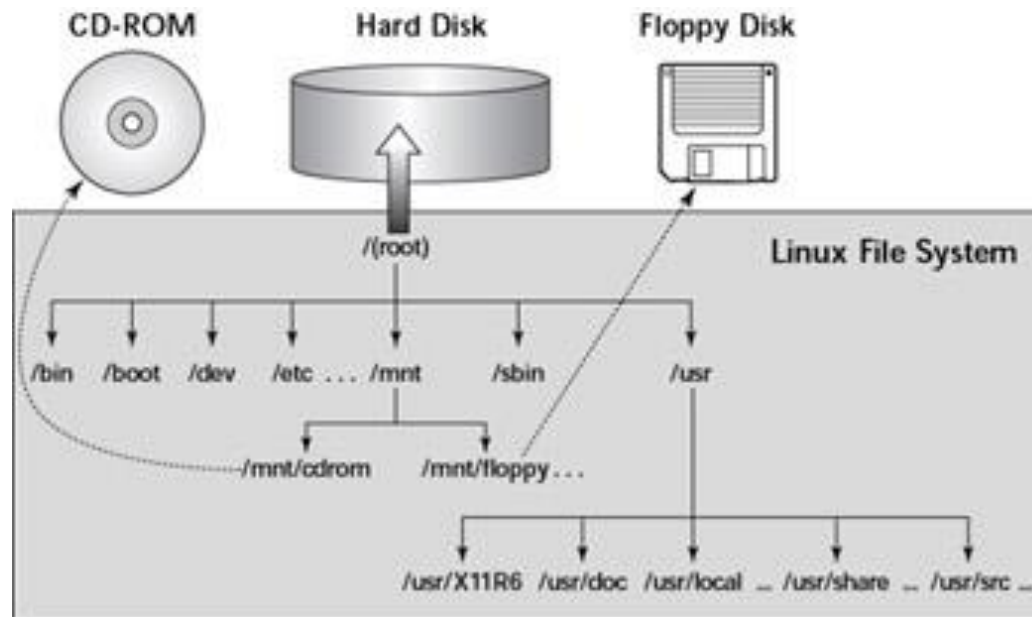 CD-ROM Hard Disk Floppy Disk
/(root)
Linux File System
/bin /boot /dev /etc ... /mnt /sbin /usr
/mnt/cdrom /mnt/floppy ...
/usr/X11R6 /usr/doc /usr/local ... /usr/share ... /usr/src ...